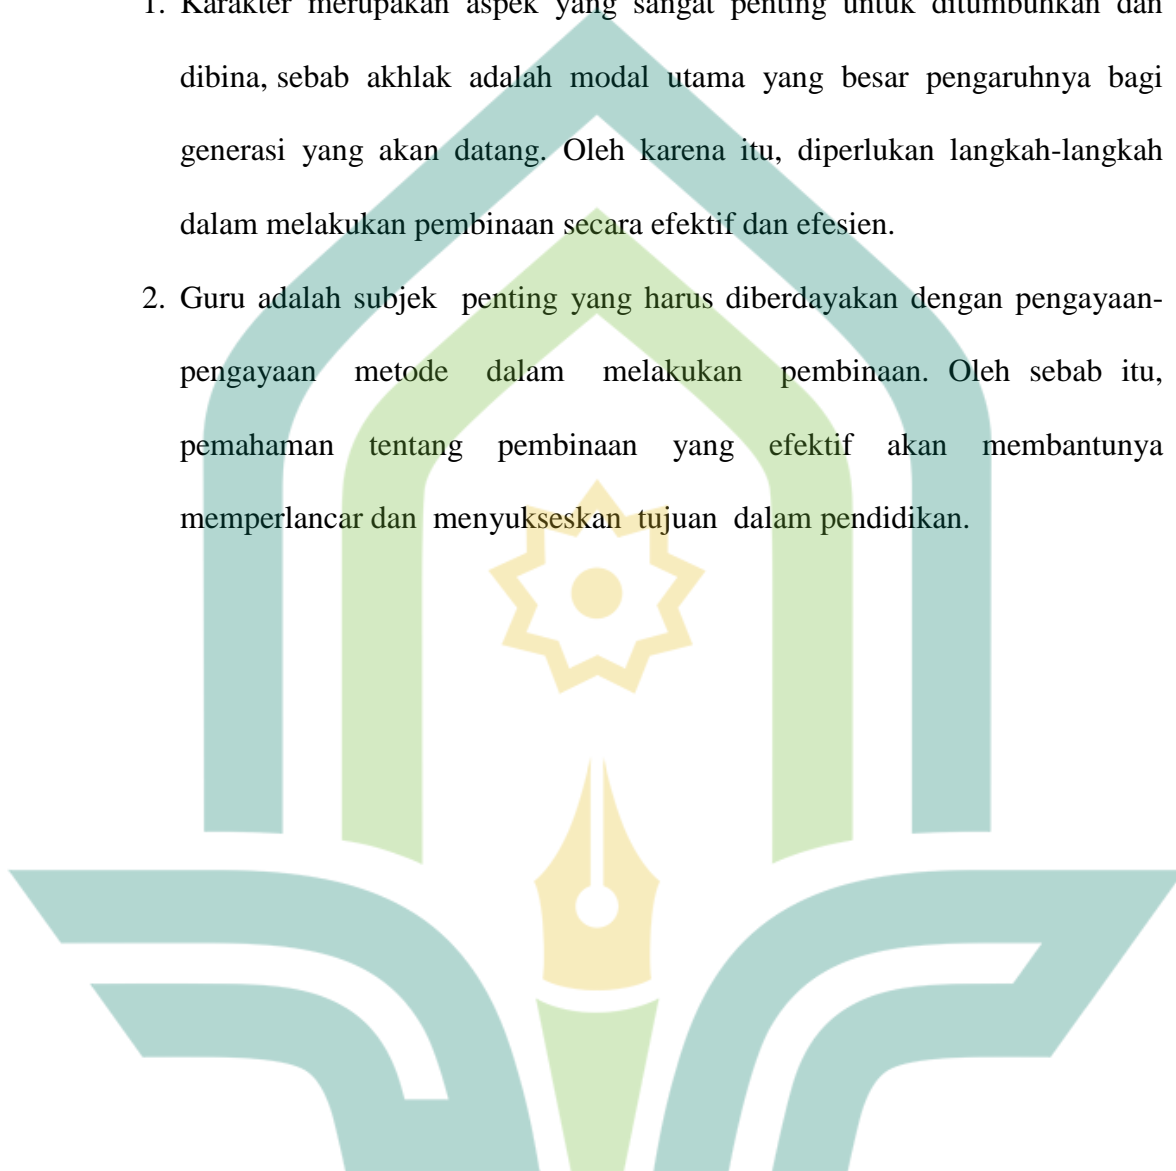 1. Karakter merupakan aspek yang sangat penting untuk ditumbuhkan dan
dibina, sebab akhlak adalah modal utama yang besar pengaruhnya bagi
generasi yang akan datang. Oleh karena itu, diperlukan langkah-langkah
dalam melakukan pembinaan secara efektif dan efesien.
2. Guru adalah subjek penting yang harus diberdayakan dengan pengayaan-
pengayaan metode dalam melakukan pembinaan. Oleh sebab itu,
pemahaman tentang pembinaan yang efektif akan membantunya
memperlancar dan menyukseskan tujuan dalam pendidikan.